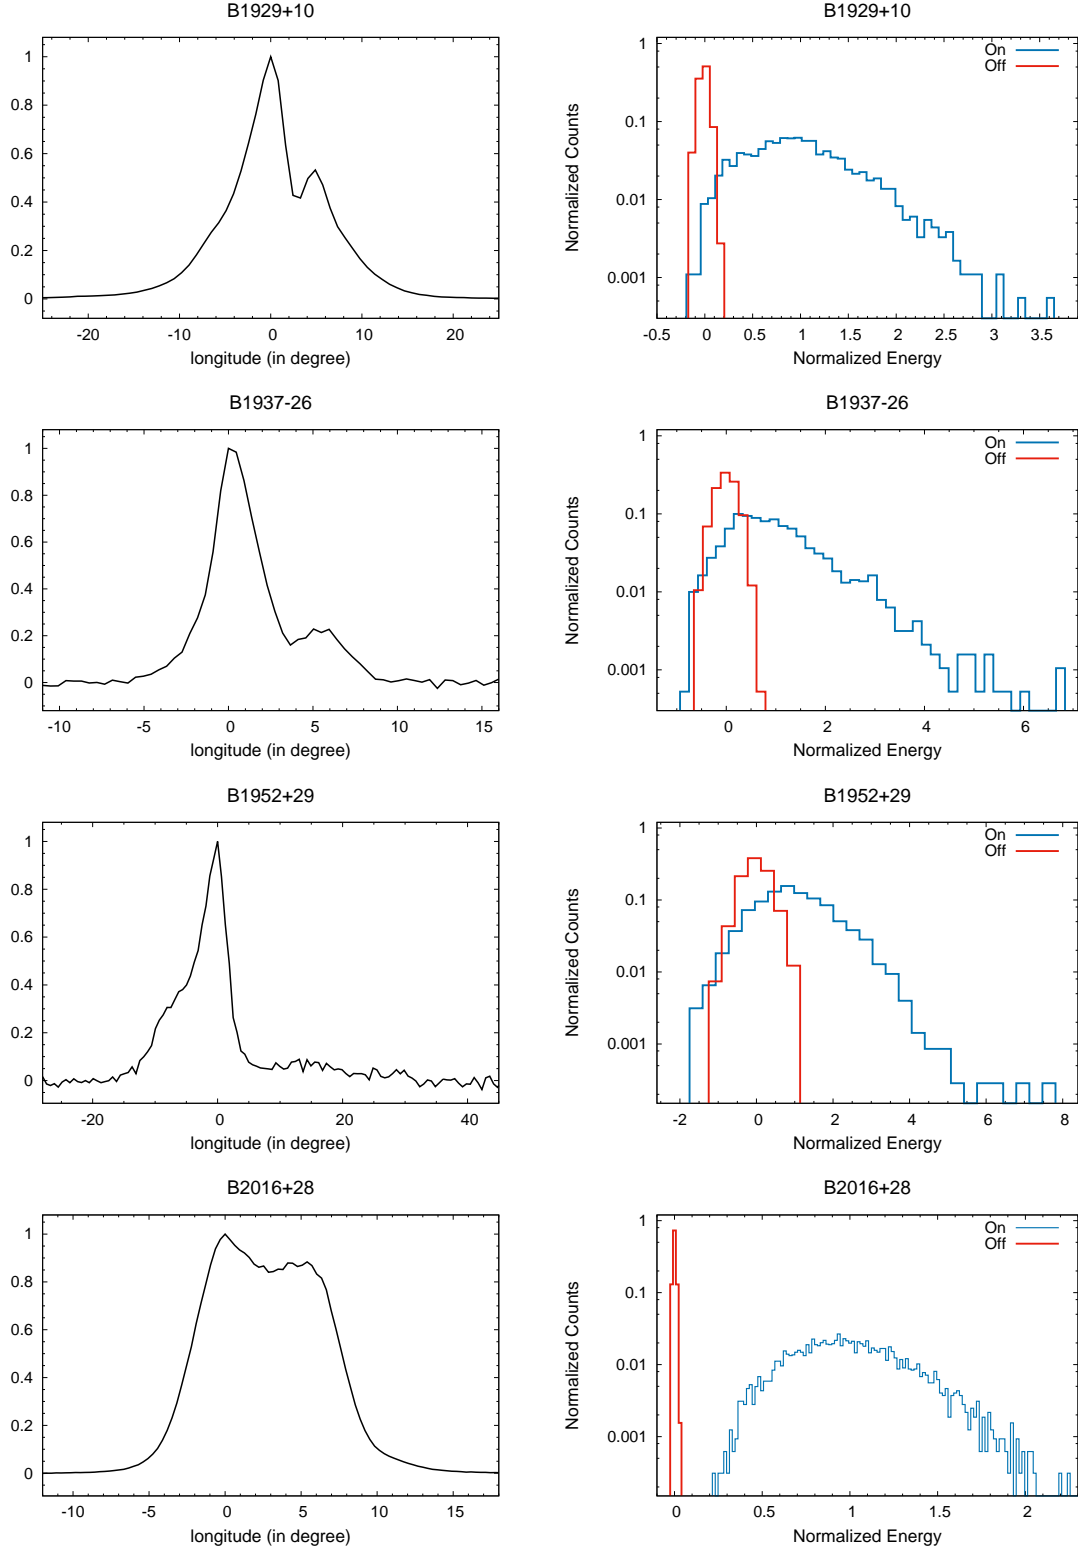 B1929+10
1
0.8
0.6
0.4
0.2
0
-20 -10 0 10 20
longitude (in degree)
B1929+10
Normalized Counts
1
0.1
0.01
0.001
On
Off
-0.5 0 0.5 1 1.5 2 2.5 3 3.5
Normalized Energy
B1937-26
1
0.8
0.6
0.4
0.2
0
-10 -5 0 5 10 15
longitude (in degree)
B1937-26
Normalized Counts
1
0.1
0.01
0.001
On
Off
0 2 4 6
Normalized Energy
B1952+29
1
0.8
0.6
0.4
0.2
0
-20 0 20 40
longitude (in degree)
B1952+29
Normalized Counts
1
0.1
0.01
0.001
On
Off
-2 0 2 4 6 8
Normalized Energy
B2016+28
1
0.8
0.6
0.4
0.2
0
-10 -5 0 5 10 15
longitude (in degree)
B2016+28
Normalized Counts
1
0.1
0.01
0.001
On
Off
0 0.5 1 1.5 2
Normalized Energy